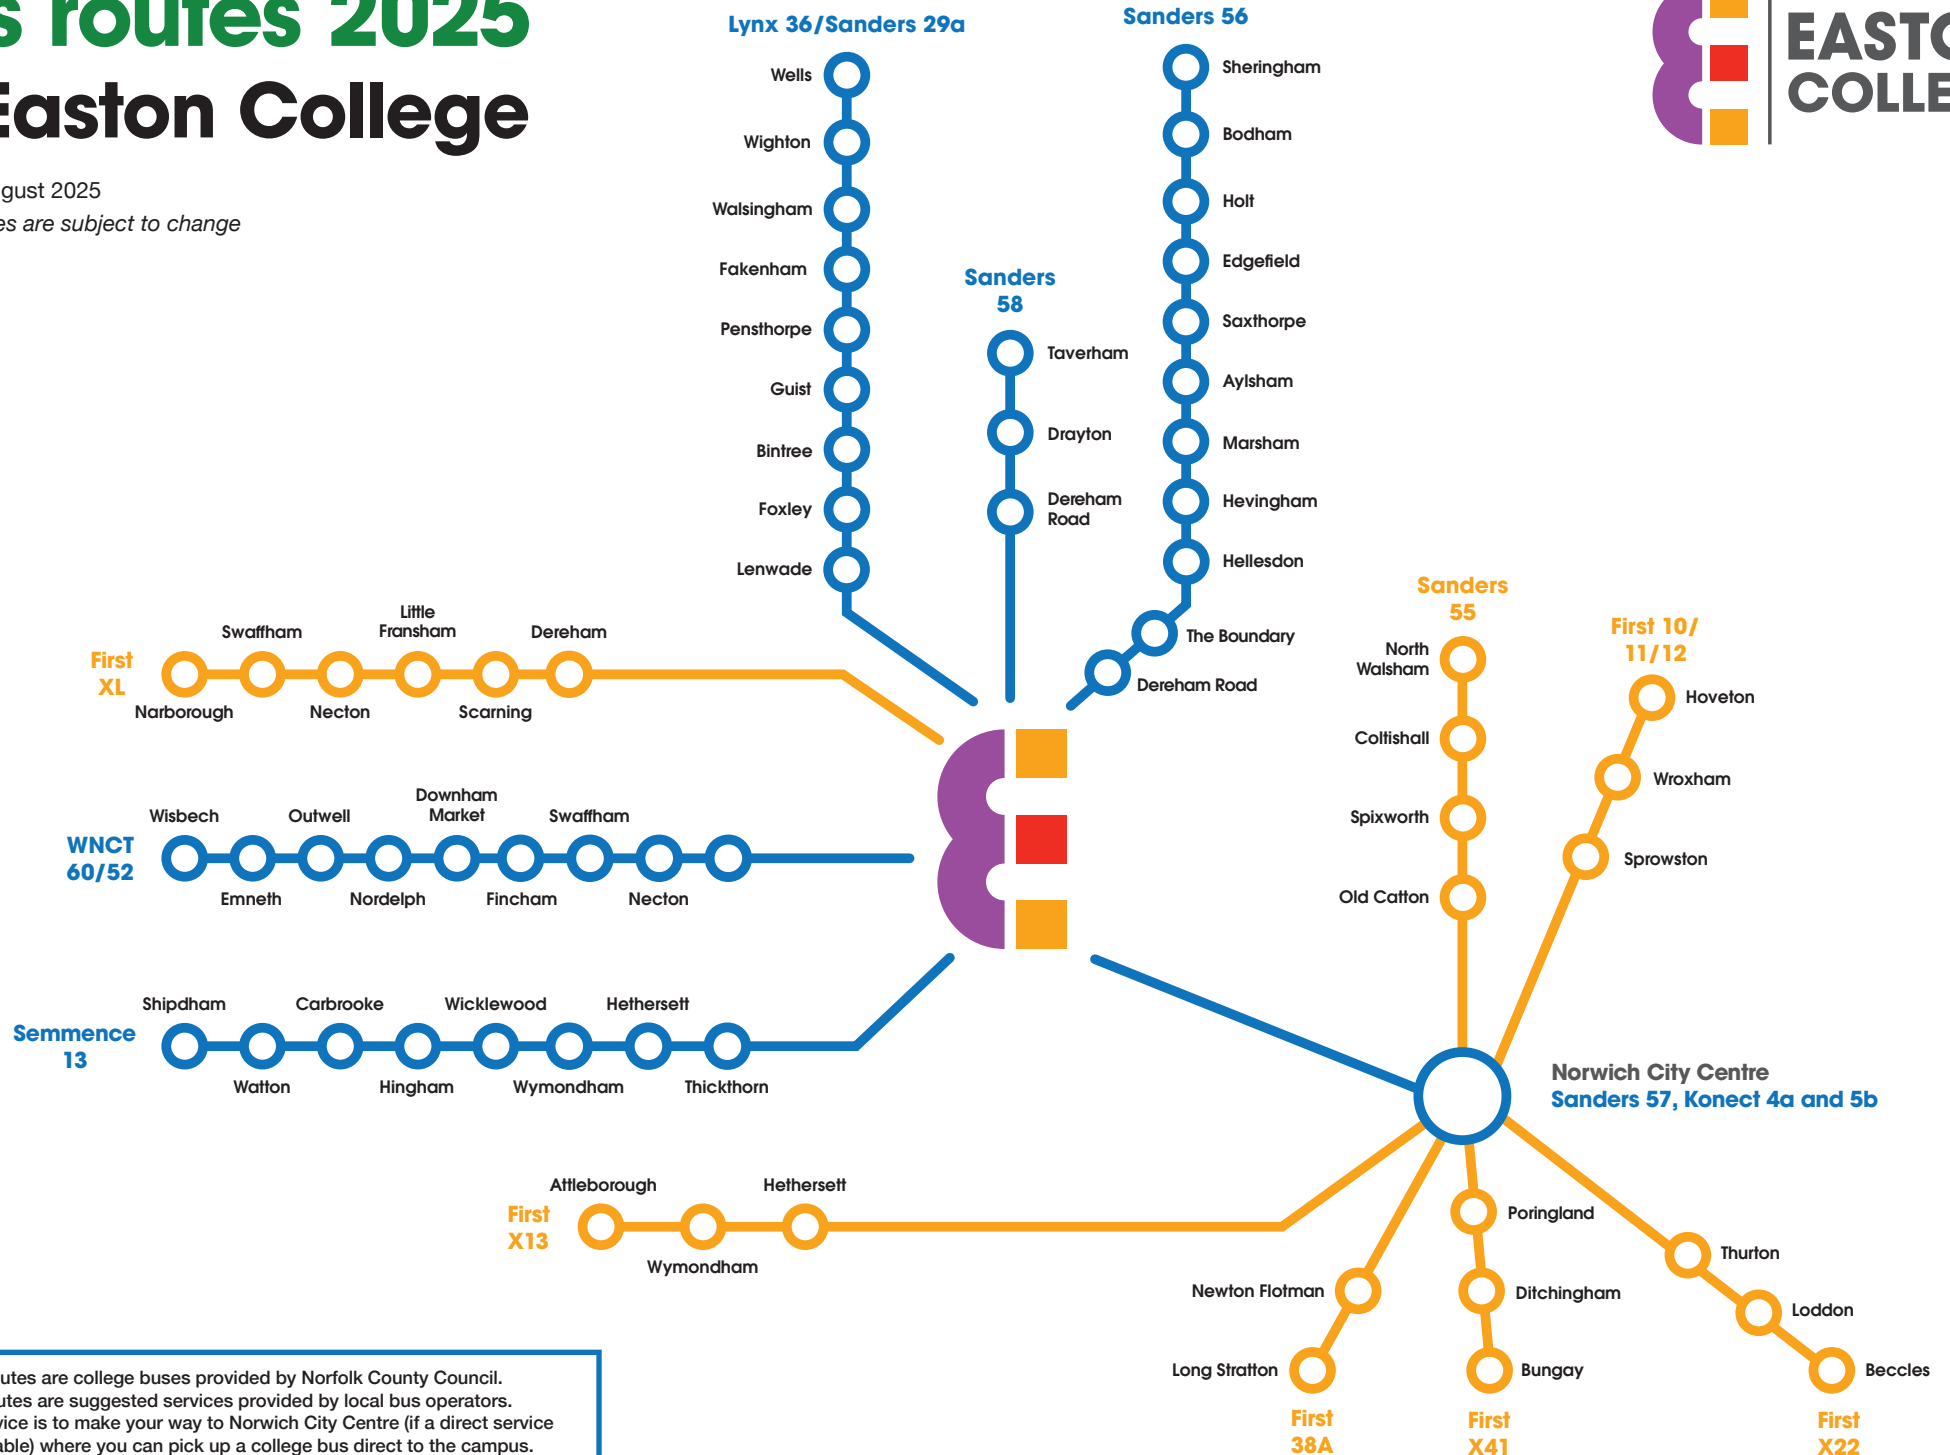 routes 2025
Easton College
August 2025
are subject to change
EASTO
COLLE
Lynx 36/Sanders 29a
Wells
Wighton
Walsingham
Fakenham
Pensthorpe
Guist
Bintree
Foxley
Lenwade
Sanders
58
Taverham
Drayton
Dereham
Road
Sanders 56
Sheringham
Bodham
Holt
Edgefield
Saxthorpe
Aylsham
Marsham
Hevingham
Hellesdon
The Boundary
Dereham Road
First
XL
Narborough
Swaffham
Necton
Little
Fransham
Scarning
Dereham
WNCT
60/52
Wisbech
Emneth
Outwell
Nordelph
Downham
Market
Fincham
Swaffham
Necton
Semmence
13
Shipdham
Watton
Carbrooke
Hingham
Wicklewood
Wymondham
Hethersett
Thickthorn
Sanders
55
North
Walsham
Coltishall
Spixworth
Old Catton
First 10/
11/12
Hoveton
Wroxham
Sprowston
Norwich City Centre
Sanders 57, Konect 4a and 5b
First
X13
Attleborough
Wymondham
Hethersett
Newton Flotman
Long Stratton
First
38A
Poringland
Ditchingham
Bungay
First
X41
Thurton
Loddon
Beccles
First
X22
utes are college buses provided by Norfolk County Council.
utes are suggested services provided by local bus operators.
vice is to make your way to Norwich City Centre (if a direct service
able) where you can pick up a college bus direct to the campus.